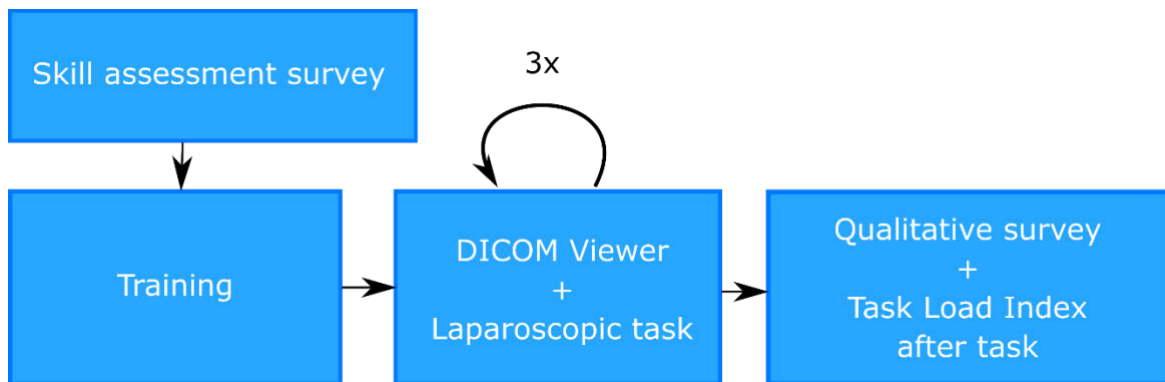 Skill assessment survey
3x
Training
DICOM Viewer
+
Laparoscopic task
Qualitative survey
+
Task Load Index
after task